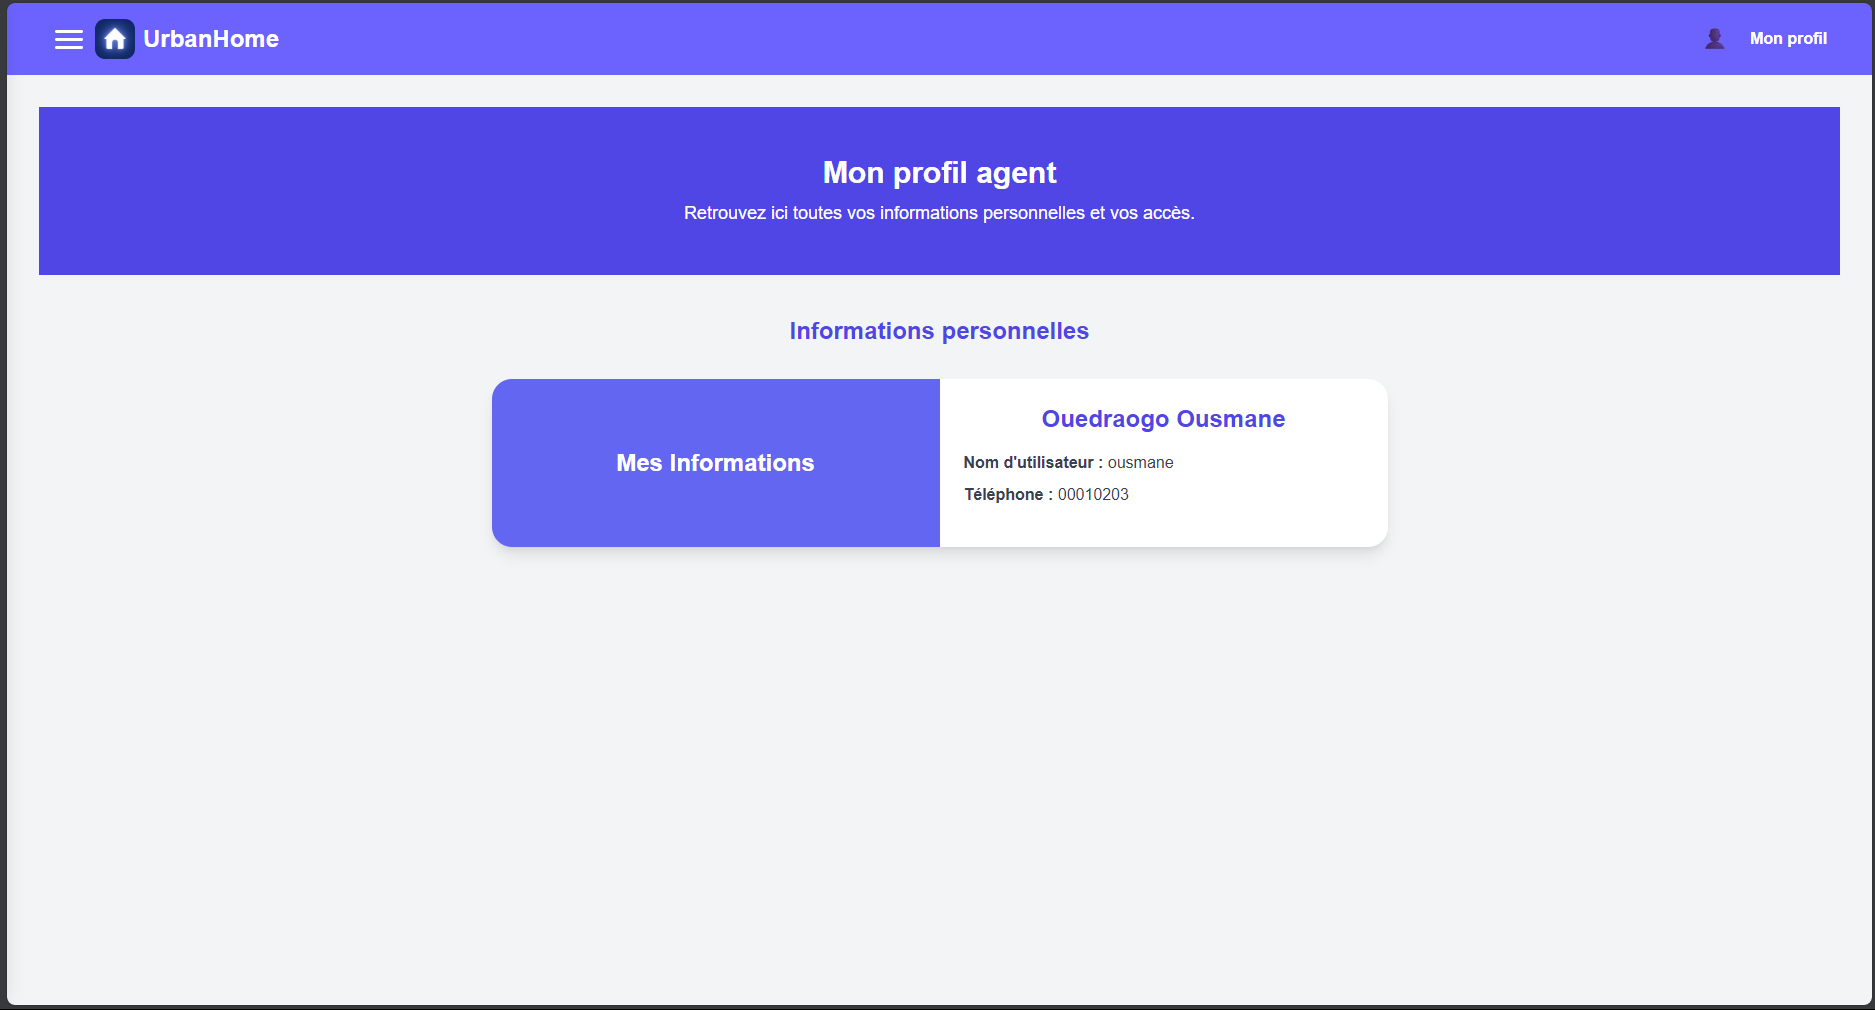 UrbanHome
Mon profil
Mon profil agent
Retrouvez ici toutes vos informations personnelles et vos accès.
Informations personnelles
Mes Informations
Ouedraogo Ousmane
Nom d'utilisateur : ousmane
Téléphone : 00010203